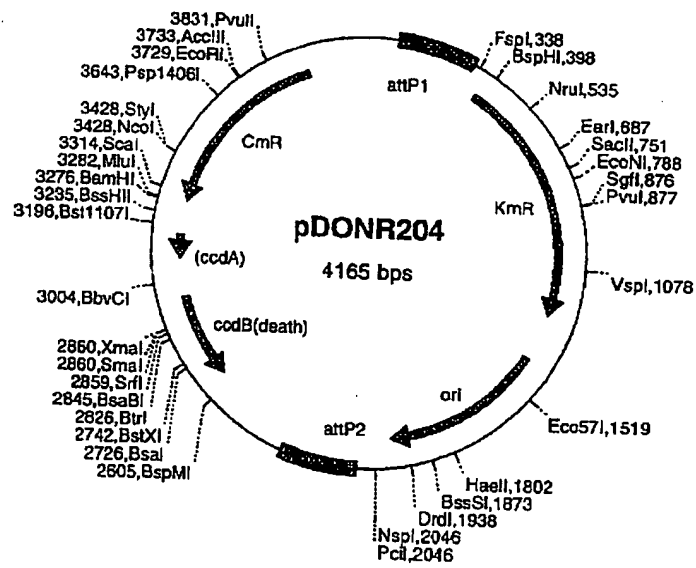 3831,PvuII
3733,AccIII
3729,EcoRI
3643,Psp1406I
3428,StyI
3428,NcoI
3314,ScaI
3282,MluI
3276,BamHI
3235,BssHII
3196,Bst1107I
3004,BbvCI
2860,XmaI
2860,SmaI
2859,SrfI
2845,BsaBI
2826,BtrI
2742,BstXI
2726,BsaI
2605,BspMI
attP1
FspI,338
BspHI,398
NruI,535
EarI,687
SacII,751
EcoNI,788
SgfI,876
PvuI,877
VspI,1078
Eco57I,1519
HaeII,1802
BssSI,1873
DrdI,1938
NspI,2046
PciI,2046
CmR
KmR
pDONR204
4165 bps
(ccdA)
ccdB(death)
ori
attP2